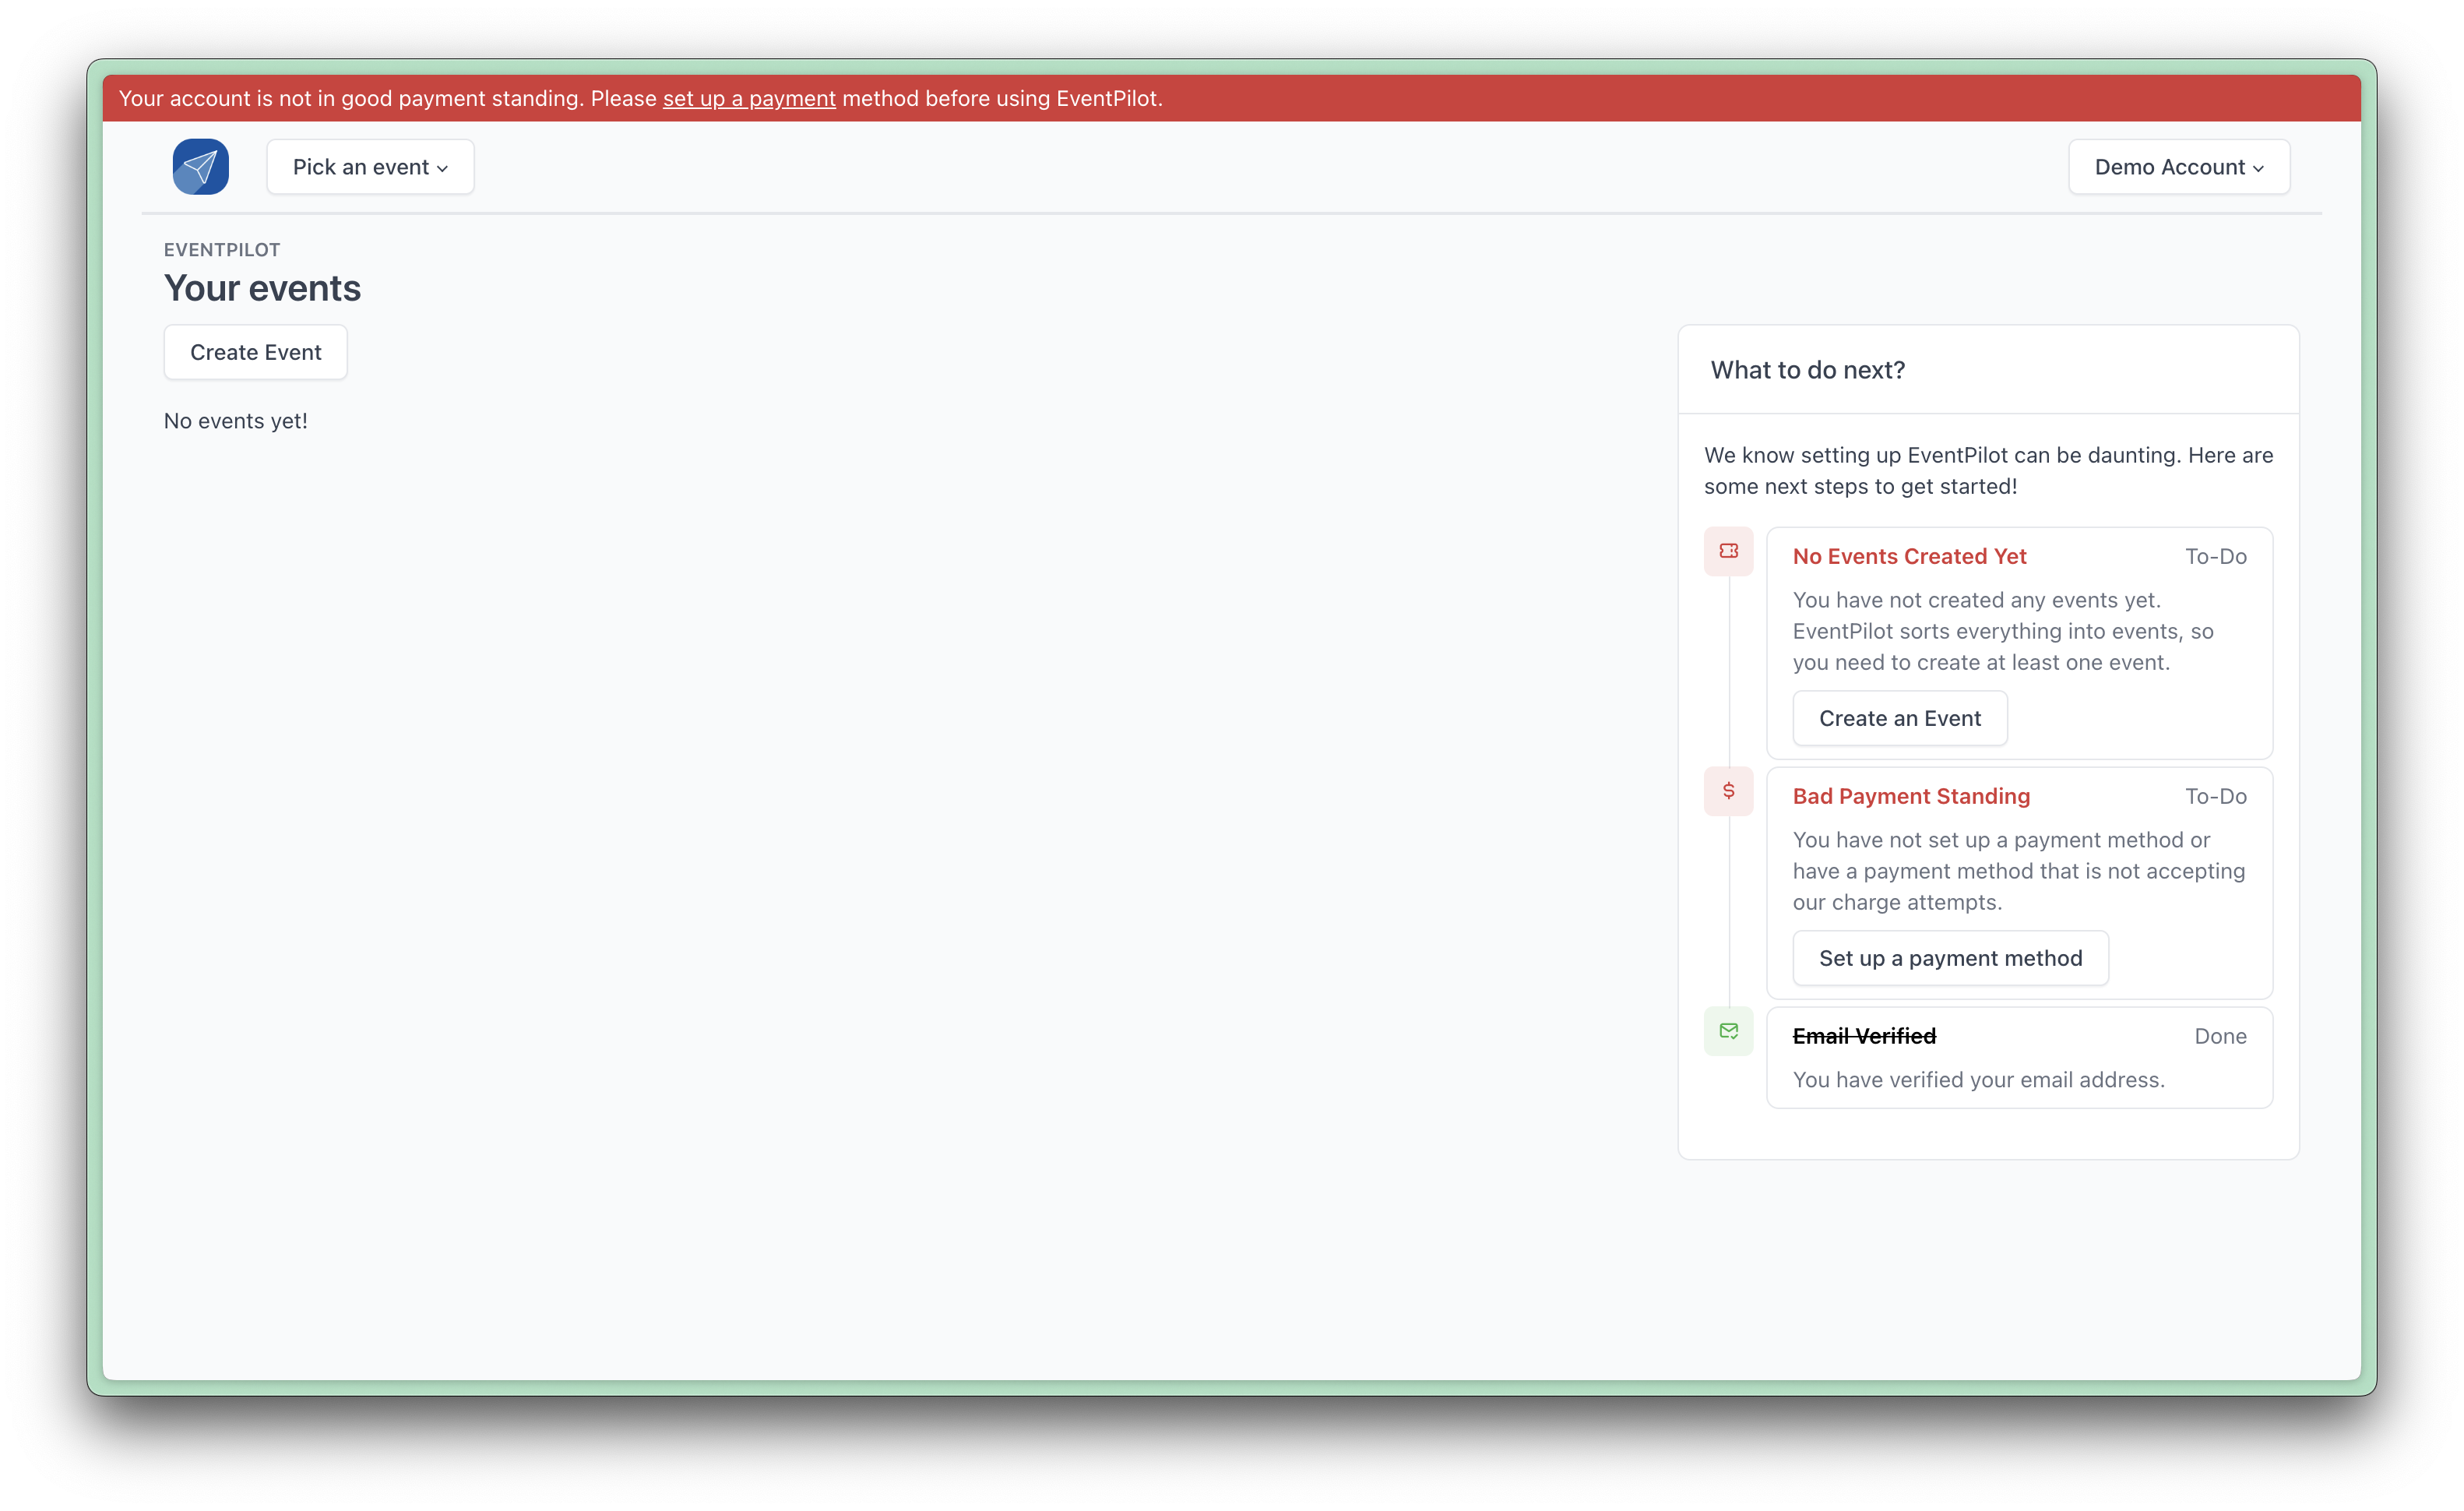 Your account is not in good payment standing. Please set up a payment method before using EventPilot.
Pick an event
Demo Account
EVENTPILOT
Your events
Create Event
No events yet!
What to do next?
We know setting up EventPilot can be daunting. Here are
some next steps to get started!
No Events Created Yet
To-Do
You have not created any events yet.
EventPilot sorts everything into events, so
you need to create at least one event.
Create an Event
Bad Payment Standing
To-Do
You have not set up a payment method or
have a payment method that is not accepting
our charge attempts.
Set up a payment method
Email Verified
Done
You have verified your email address.